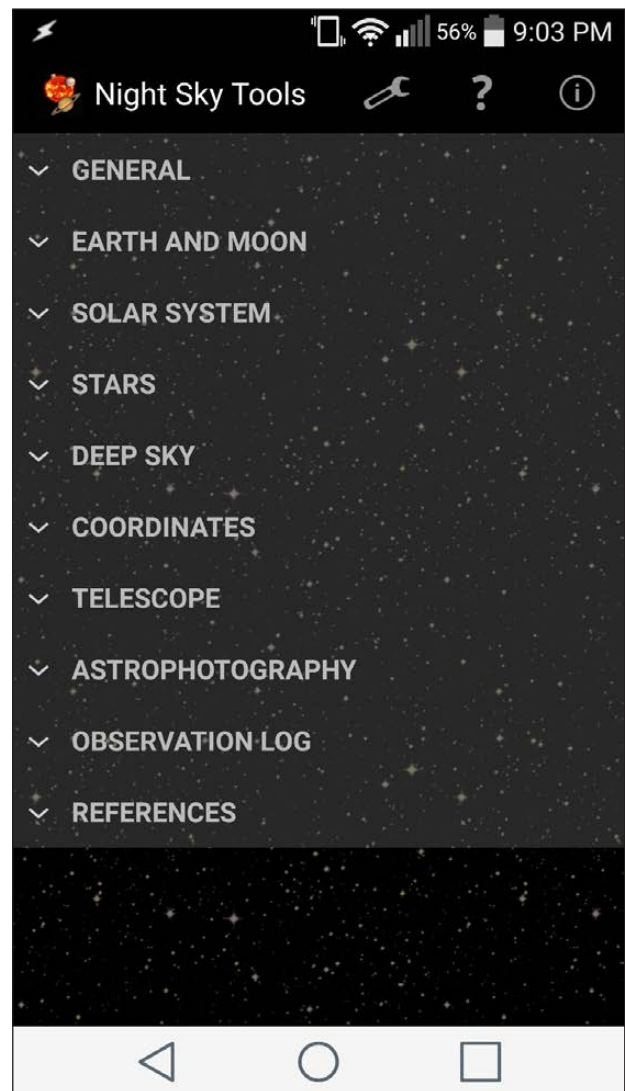 56% 9:03 PM
Night Sky Tools ?
GENERAL
EARTH AND MOON
SOLAR SYSTEM
STARS
DEEP SKY
COORDINATES
TELESCOPE
ASTROPHOTOGRAPHY
OBSERVATION LOG
REFERENCES